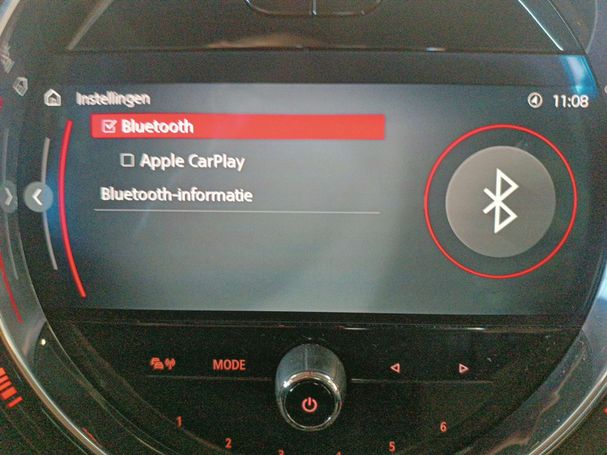 Instellingen
11:08
Bluetooth
Apple CarPlay
Bluetooth-informatie
MODE
1
2
3
4
5
6